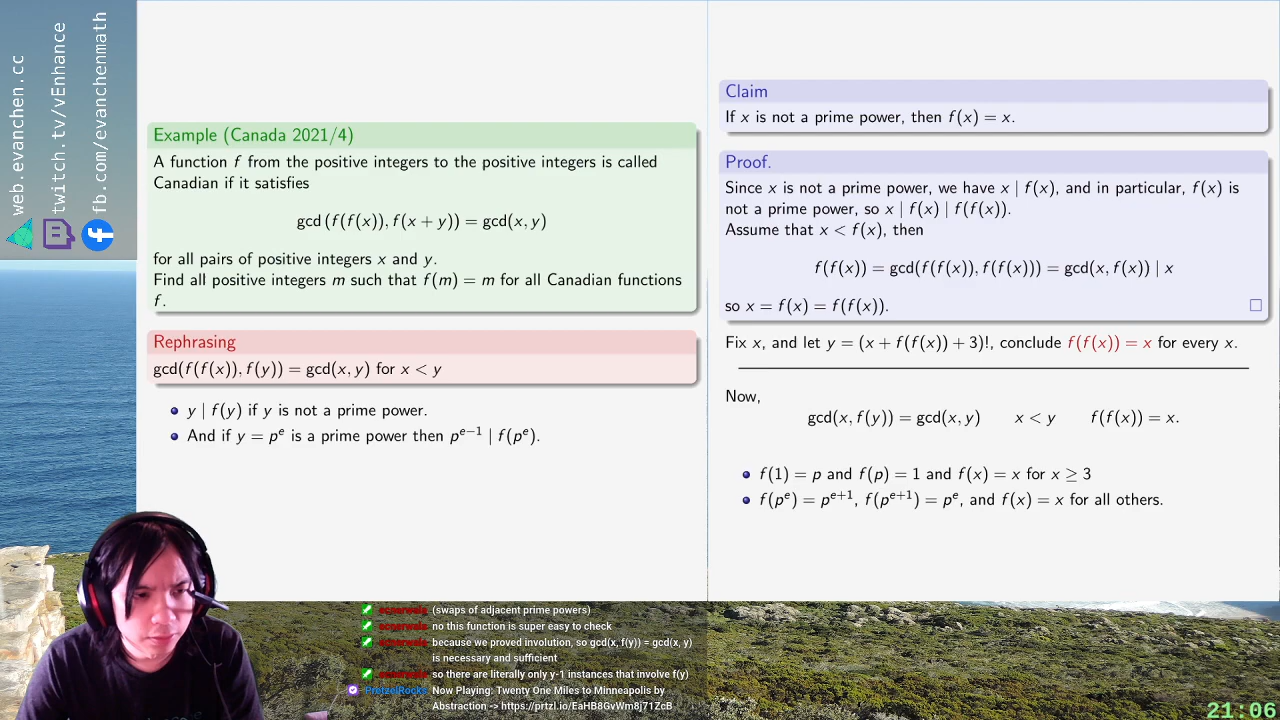 web.evanchen.cc
twitch.tv/vEnhance
fb.com/evanchenmath
Example (Canada 2021/4)
A function f from the positive integers to the positive integers is called
Canadian if it satisfies
gcd (f(f(x)), f(x + y)) = gcd(x, y)
for all pairs of positive integers x and y.
Find all positive integers m such that f(m) = m for all Canadian functions
f.
Rephrasing
gcd(f(f(x)), f(y)) = gcd(x, y) for x < y
y | f(y) if y is not a prime power.
And if y = pᵉ is a prime power then pᵉ⁻¹ | f(pᵉ).
Claim
If x is not a prime power, then f(x) = x.
Proof.
Since x is not a prime power, we have x | f(x), and in particular, f(x) is
not a prime power, so x | f(x) | f(f(x)).
Assume that x < f(x), then
f(f(x)) = gcd(f(f(x)), f(f(x))) = gcd(x, f(x)) | x
so x = f(x) = f(f(x)). □
Fix x, and let y = (x + f(f(x)) + 3)!, conclude f(f(x)) = x for every x.
Now,
gcd(x, f(y)) = gcd(x, y) x < y f(f(x)) = x.
f(1) = p and f(p) = 1 and f(x) = x for x ≥ 3
f(pᵉ) = pᵉ⁺¹, f(pᵉ⁺¹) = pᵉ, and f(x) = x for all others.
(swaps of adjacent prime powers)
no this function is super easy to check
because we proved involution, so gcd(x, f(y)) = gcd(x, y)
is necessary and sufficient
so there are literally only y-1 instances that involve f(y)
PretzelRocks: Now Playing: Twenty One Miles to Minneapolis by
Abstraction -> https://prtzl.io/EaHB8GvWm8j71ZcB
21:06